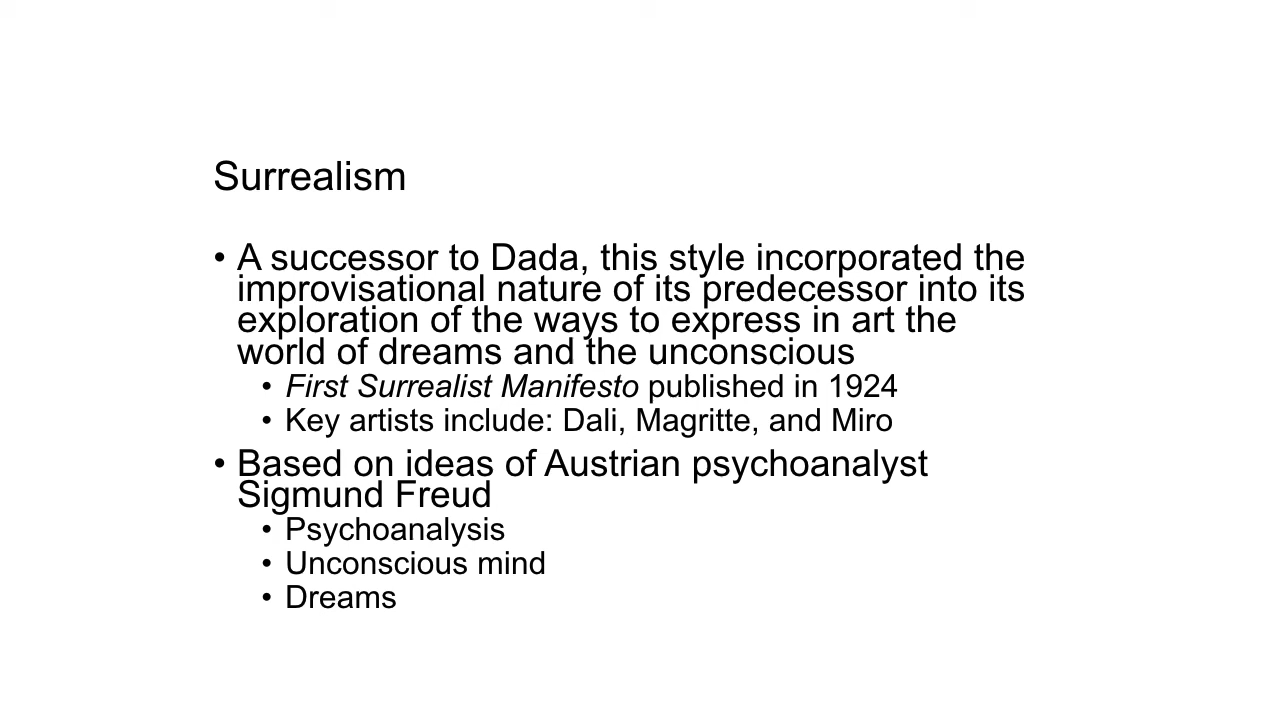 Surrealism
• A successor to Dada, this style incorporated the
improvisational nature of its predecessor into its
exploration of the ways to express in art the
world of dreams and the unconscious
• First Surrealist Manifesto published in 1924
• Key artists include: Dali, Magritte, and Miro
• Based on ideas of Austrian psychoanalyst
Sigmund Freud
• Psychoanalysis
• Unconscious mind
• Dreams